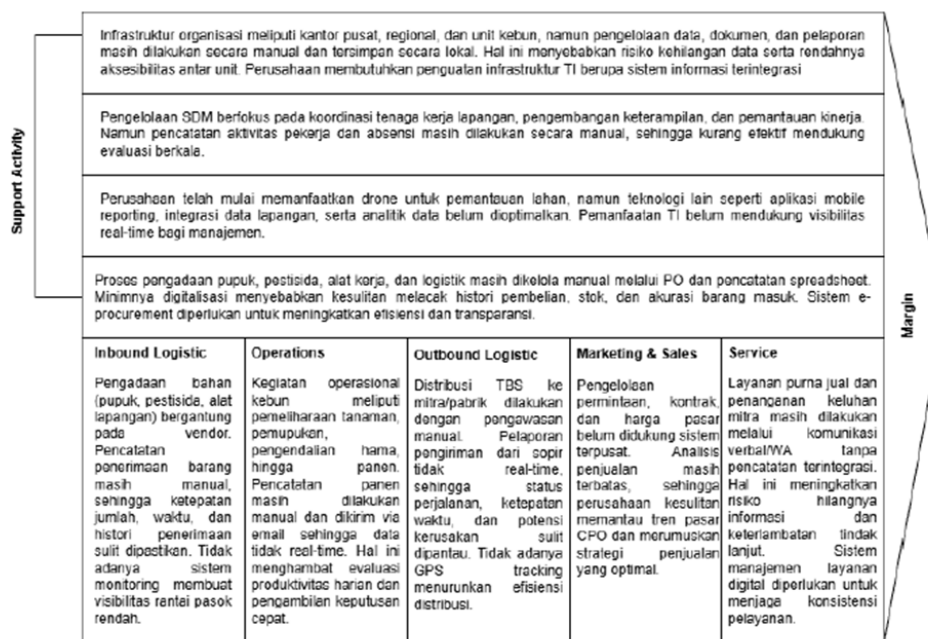 Support Activity
Infrastruktur organisasi meliputi kantor pusat, regional, dan unit kebun, namun pengelolaan data, dokumen, dan pelaporan
masih dilakukan secara manual dan tersimpan secara lokal. Hal ini menyebabkan risiko kehilangan data serta rendahnya
aksesibilitas antar unit. Perusahaan membutuhkan penguatan infrastruktur TI berupa sistem informasi terintegrasi
Pengelolaan SDM berfokus pada koordinasi tenaga kerja lapangan, pengembangan keterampilan, dan pemantauan kinerja.
Namun pencatatan aktivitas pekerja dan absensi masih dilakukan secara manual, sehingga kurang efektif mendukung
evaluasi berkala.
Perusahaan telah mulai memanfaatkan drone untuk pemantauan lahan, namun teknologi lain seperti aplikasi mobile
reporting, integrasi data lapangan, serta analitik data belum dioptimalkan. Pemanfaatan TI belum mendukung visibilitas
real-time bagi manajemen.
Proses pengadaan pupuk, pestisida, alat kerja, dan logistik masih dikelola manual melalui PO dan pencatatan spreadsheet.
Minimnya digitalisasi menyebabkan kesulitan melacak histori pembelian, stok, dan akurasi barang masuk. Sistem e-
procurement diperlukan untuk meningkatkan efisiensi dan transparansi.
Inbound Logistic
Pengadaan bahan
(pupuk, pestisida, alat
lapangan) bergantung
pada vendor.
Pencatatan
penerimaan barang
masih manual,
sehingga ketepatan
jumlah, waktu, dan
histori penerimaan
sulit dipastikan. Tidak
adanya sistem
monitoring membuat
visibilitas rantai pasok
rendah.
Operations
Kegiatan operasional
kebun meliputi
pemeliharaan tanaman,
pemupukan,
pengendalian hama,
hingga panen.
Pencatatan panen
masih dilakukan
manual dan dikirim via
email sehingga data
tidak real-time. Hal ini
menghambat evaluasi
produktivitas harian dan
pengambilan keputusan
cepat.
Outbound Logistic
Distribusi TBS ke
mitra/pabrik dilakukan
dengan pengawasan
manual. Pelaporan
pengiriman dari sopir
tidak real-time,
sehingga status
perjalanan, ketepatan
waktu, dan potensi
kerusakan sulit
dipantau. Tidak adanya
GPS tracking
menurunkan efisiensi
distribusi.
Marketing & Sales
Pengelolaan
permintaan, kontrak,
dan harga pasar
belum didukung sistem
terpusat. Analisis
penjualan masih
terbatas, sehingga
perusahaan kesulitan
memantau tren pasar
CPO dan merumuskan
strategi penjualan
yang optimal.
Service
Layanan purna jual dan
penanganan keluhan
mitra masih dilakukan
melalui komunikasi
verbal/WA tanpa
pencatatan terintegrasi.
Hal ini meningkatkan
risiko hilangnya
informasi dan
keterlambatan tindak
lanjut. Sistem
manajemen layanan
digital diperlukan untuk
menjaga konsistensi
pelayanan.
Margin